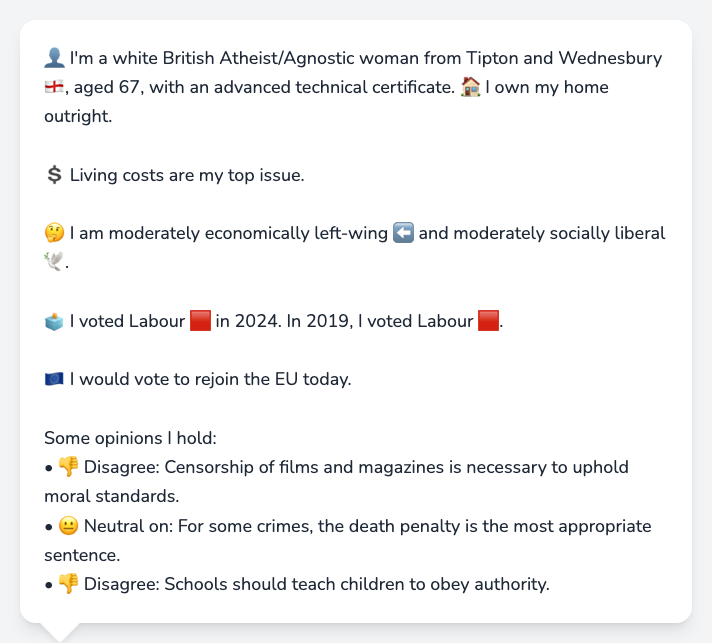 👤 I'm a white British Atheist/Agnostic woman from Tipton and Wednesbury
🏴󠁧󠁢󠁥󠁮󠁧󠁿, aged 67, with an advanced technical certificate. 🏠 I own my home
outright.
💲 Living costs are my top issue.
🤔 I am moderately economically left-wing ⬅️ and moderately socially liberal
🕊️.
🗳️ I voted Labour 🟥 in 2024. In 2019, I voted Labour 🟥.
🇪🇺 I would vote to rejoin the EU today.
Some opinions I hold:
• 👎 Disagree: Censorship of films and magazines is necessary to uphold
moral standards.
• 😐 Neutral on: For some crimes, the death penalty is the most appropriate
sentence.
• 👎 Disagree: Schools should teach children to obey authority.